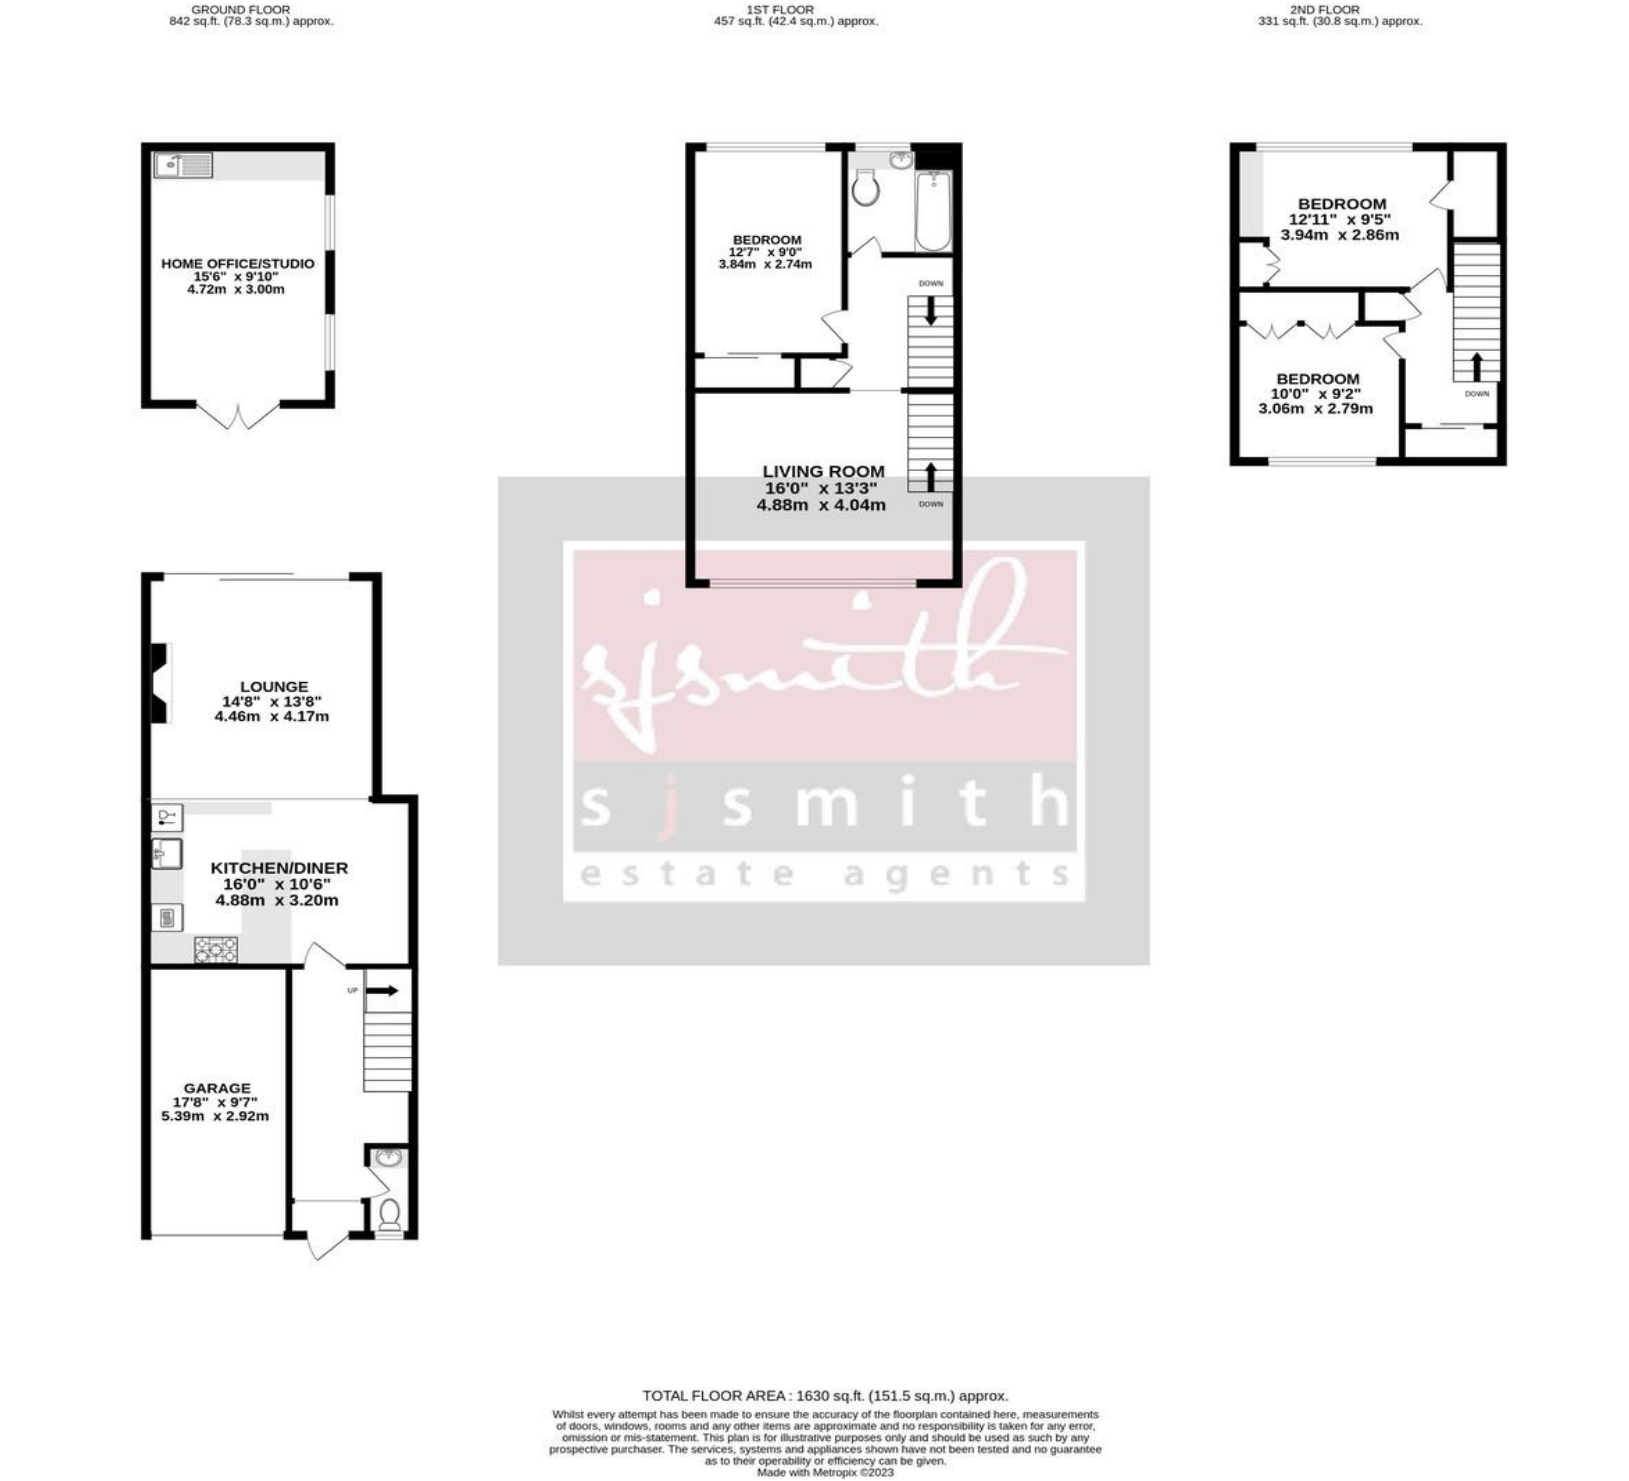 GROUND FLOOR
842 sq.ft. (78.3 sq.m.) approx.
1ST FLOOR
457 sq.ft. (42.4 sq.m.) approx.
2ND FLOOR
331 sq.ft. (30.8 sq.m.) approx.
HOME OFFICE/STUDIO
15'6" x 9'10"
4.72m x 3.00m
BEDROOM
12'7" x 9'0"
3.84m x 2.74m
DOWN
LIVING ROOM
16'0" x 13'3"
4.88m x 4.04m
DOWN
BEDROOM
12'11" x 9'5"
3.94m x 2.86m
BEDROOM
10'0" x 9'2"
3.06m x 2.79m
DOWN
LOUNGE
14'8" x 13'8"
4.46m x 4.17m
KITCHEN/DINER
16'0" x 10'6"
4.88m x 3.20m
UP
GARAGE
17'8" x 9'7"
5.39m x 2.92m
sjsmith
sjsmith
estate agents
TOTAL FLOOR AREA : 1630 sq.ft. (151.5 sq.m.) approx.
Whilst every attempt has been made to ensure the accuracy of the floorplan contained here, measurements
of doors, windows, rooms and any other items are approximate and no responsibility is taken for any error,
omission or mis-statement. This plan is for illustrative purposes only and should be used as such by any
prospective purchaser. The services, systems and appliances shown have not been tested and no guarantee
as to their operability or efficiency can be given.
Made with Metropix ©2023